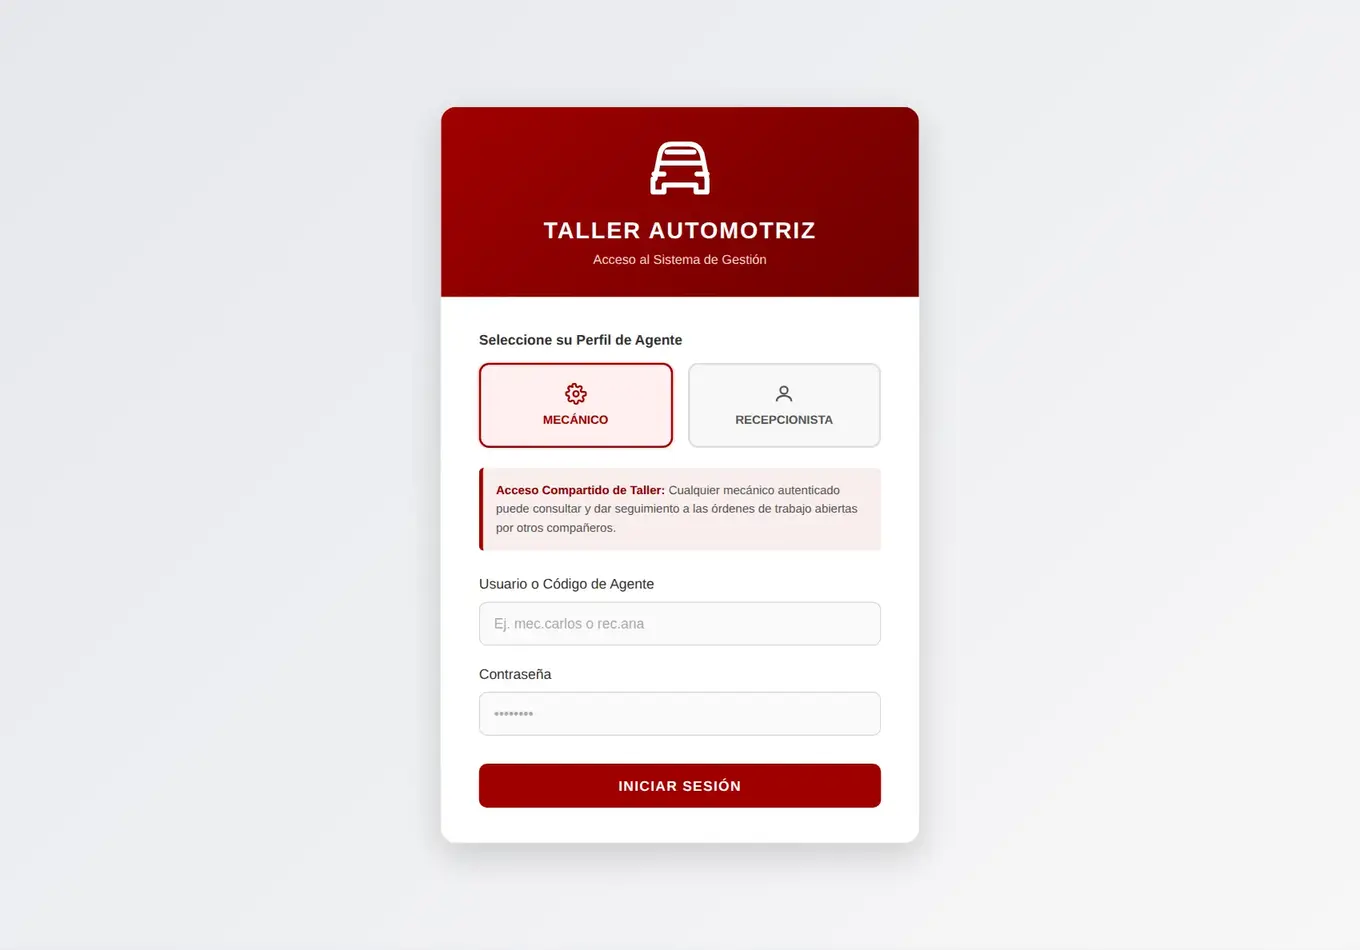 TALLER AUTOMOTRIZ
Acceso al Sistema de Gestión
Seleccione su Perfil de Agente
MECÁNICO
RECEPCIONISTA
Acceso Compartido de Taller: Cualquier mecánico autenticado
puede consultar y dar seguimiento a las órdenes de trabajo abiertas
por otros compañeros.
Usuario o Código de Agente
Ej. mec.carlos o rec.ana
Contraseña
••••••••
INICIAR SESIÓN